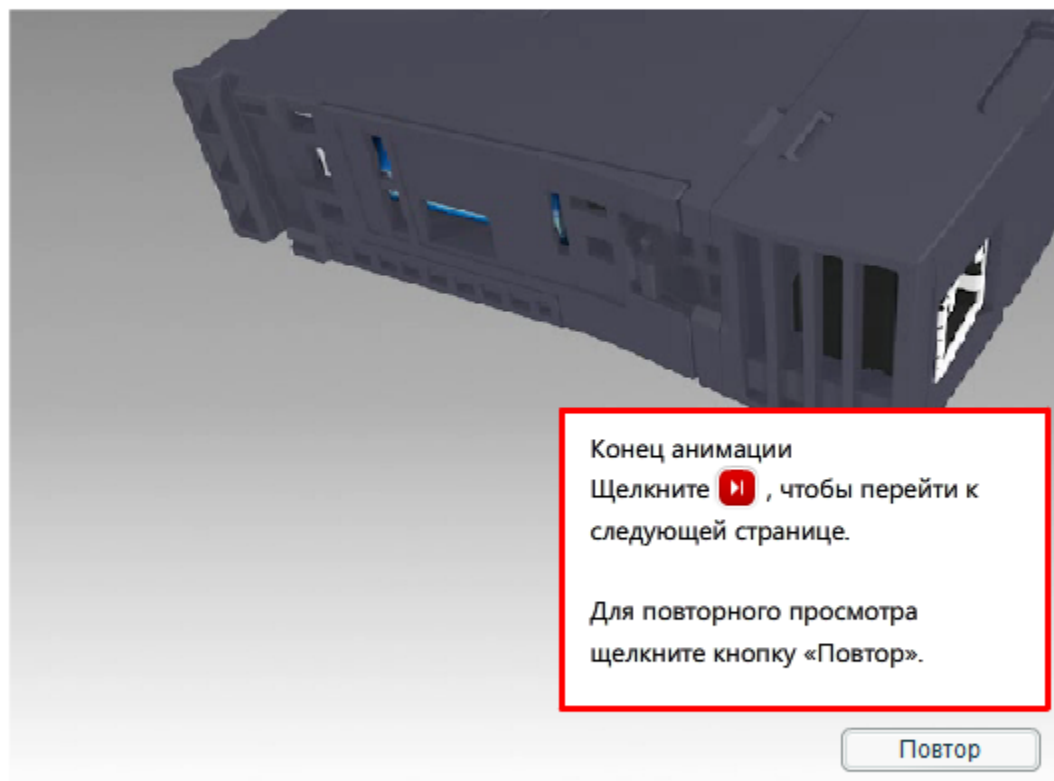 Конец анимации
Щелкните , чтобы перейти к
следующей странице.
Для повторного просмотра
щелкните кнопку «Повтор».
Повтор